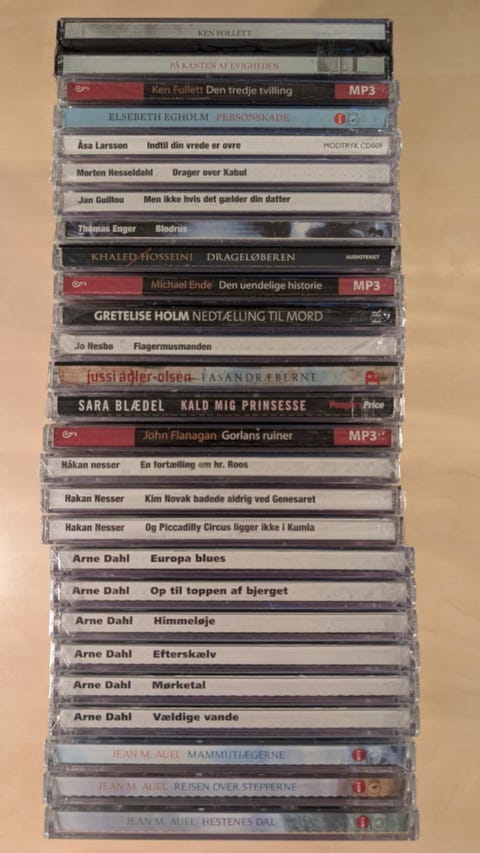 KEN FOLLETT
PÅ KANTEN AF EVIGHEDEN
Ken Follett Den tredje tvilling MP3
ELSEBETH EGHOLM PERSONSKADE
Åsa Larsson Indtil din vrede er ovre MODTRYK CD009
Morten Hesseldahl Drager over Kabul
Jan Guillou Men ikke hvis det gælder din datter
Thomas Enger Blodrus
KHALED HOSSEINI DRAGELØBEREN AUDIOTEKET
Michael Ende Den uendelige historie MP3
GRETELISE HOLM NEDTÆLLING TIL MORD
Jo Nesbø Flagermusmanden
jussi adler-olsen FASANDRÆBERNE P
SARA BLÆDEL KALD MIG PRINSESSE People'sPrice
John Flanagan Gorlans ruiner MP3
Håkan nesser En fortælling om hr. Roos
Hakan Nesser Kim Novak badede aldrig ved Genesaret
Hakan Nesser Og Piccadilly Circus ligger ikke i Kumla
Arne Dahl Europa blues
Arne Dahl Op til toppen af bjerget
Arne Dahl Himmeløje
Arne Dahl Efterskælv
Arne Dahl Mørketal
Arne Dahl Vældige vande
JEAN M. AUEL MAMMUTJÆGERNE
JEAN M. AUEL REJSEN OVER STEPPERNE
JEAN M. AUEL HESTENES DAL